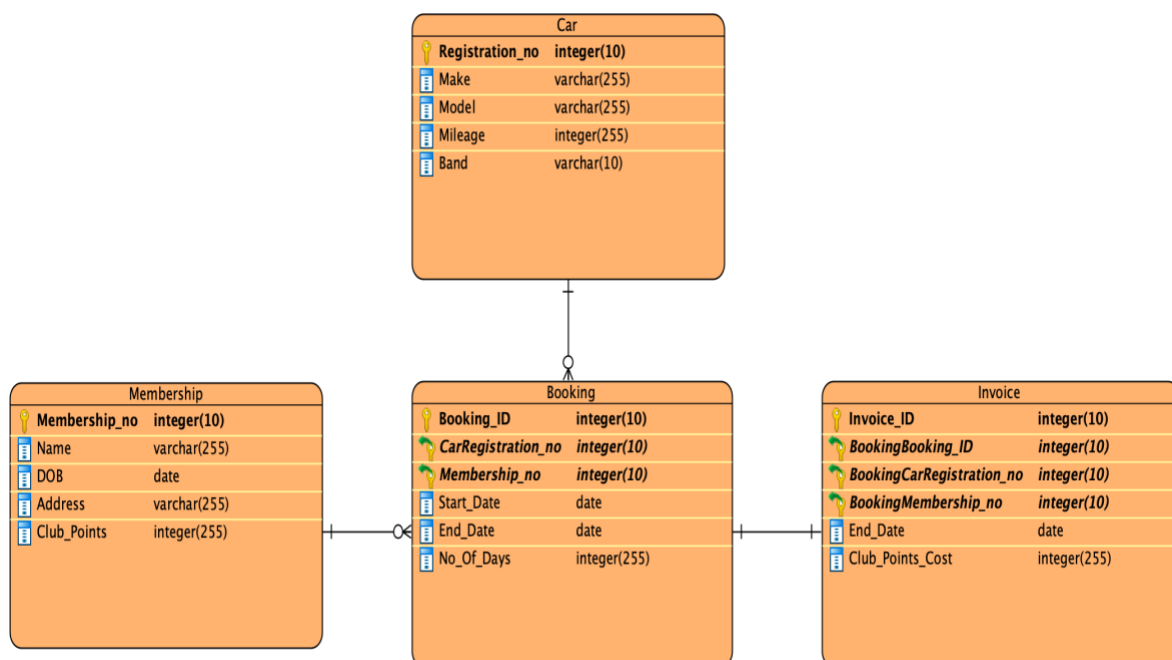 Car
Registration_no integer(10)
Make varchar(255)
Model varchar(255)
Mileage integer(255)
Band varchar(10)
Membership
Membership_no integer(10)
Name varchar(255)
DOB date
Address varchar(255)
Club_Points integer(255)
Booking
Booking_ID integer(10)
CarRegistration_no integer(10)
Membership_no integer(10)
Start_Date date
End_Date date
No_Of_Days integer(255)
Invoice
Invoice_ID integer(10)
BookingBooking_ID integer(10)
BookingCarRegistration_no integer(10)
BookingMembership_no integer(10)
End_Date date
Club_Points_Cost integer(255)